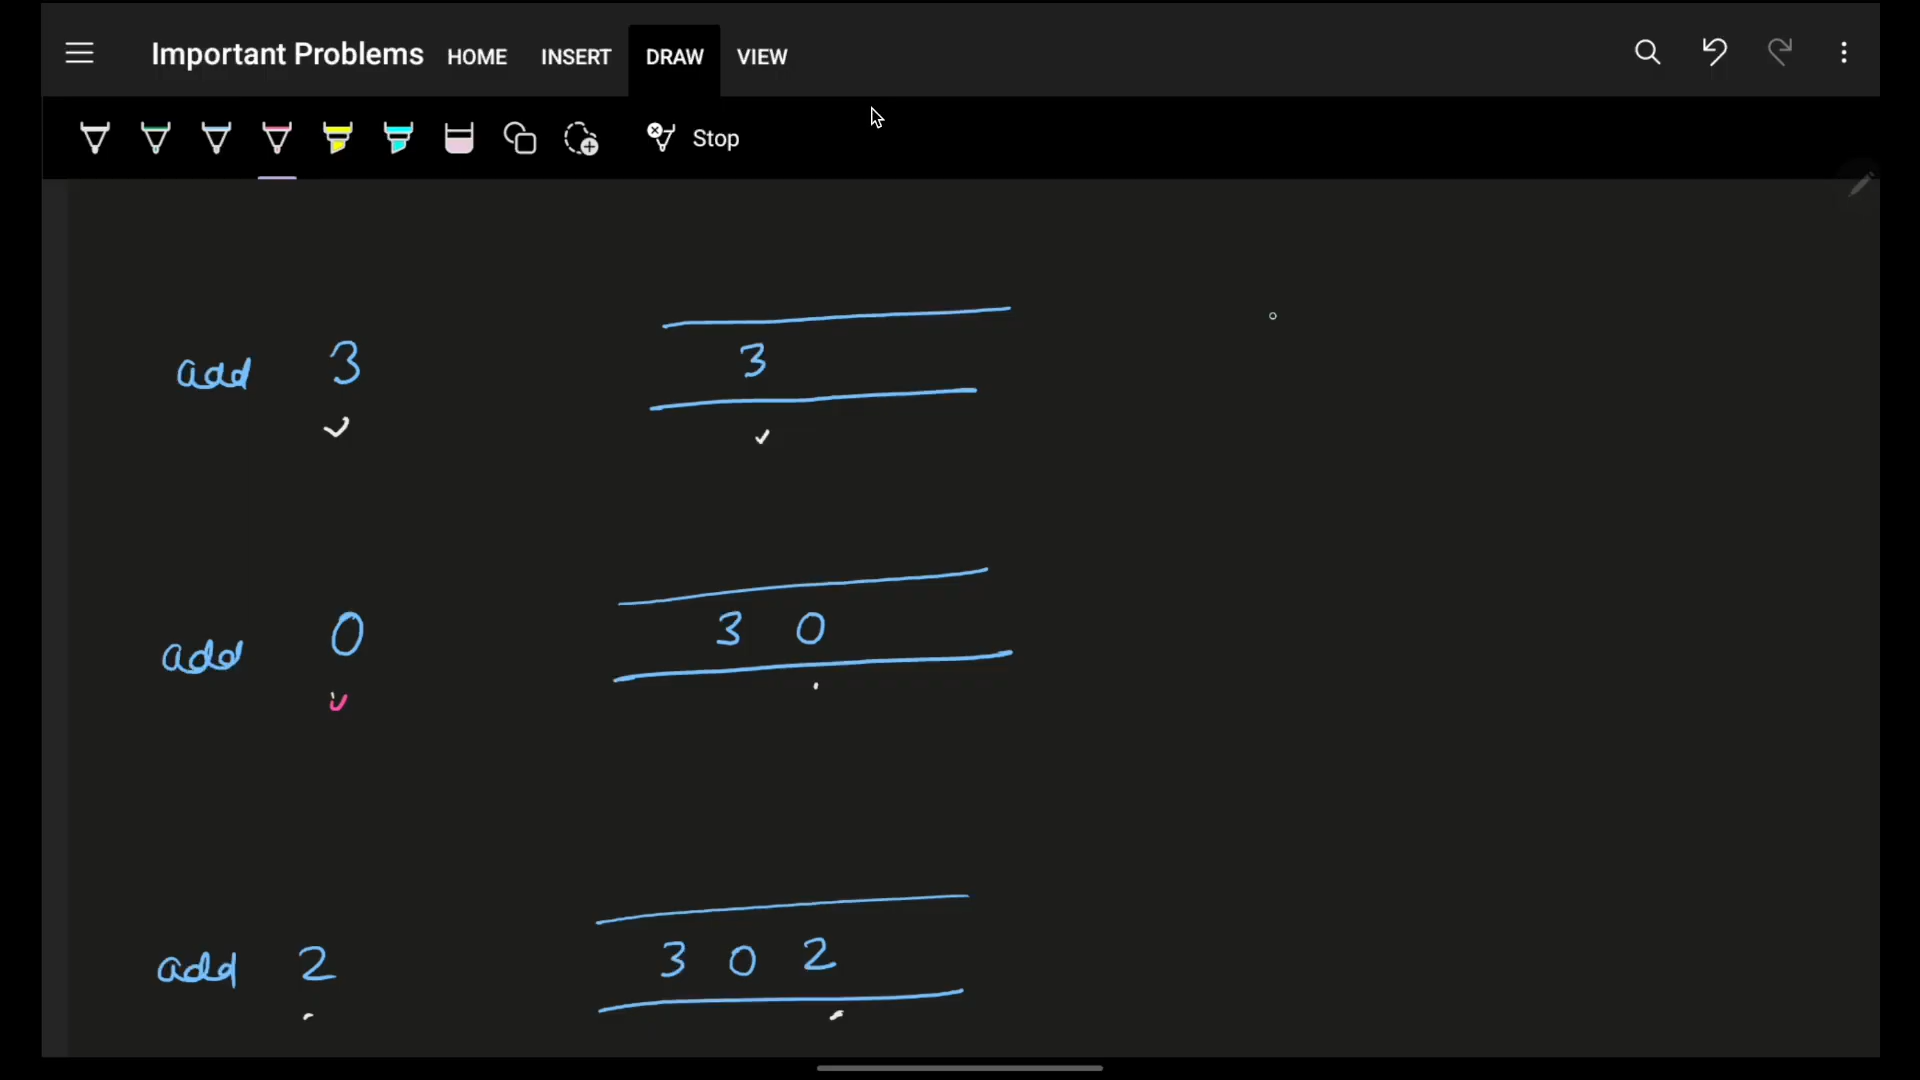 Important Problems HOME INSERT DRAW VIEW
Stop
add 3 3
add 0 3 0
add 2 3 0 2